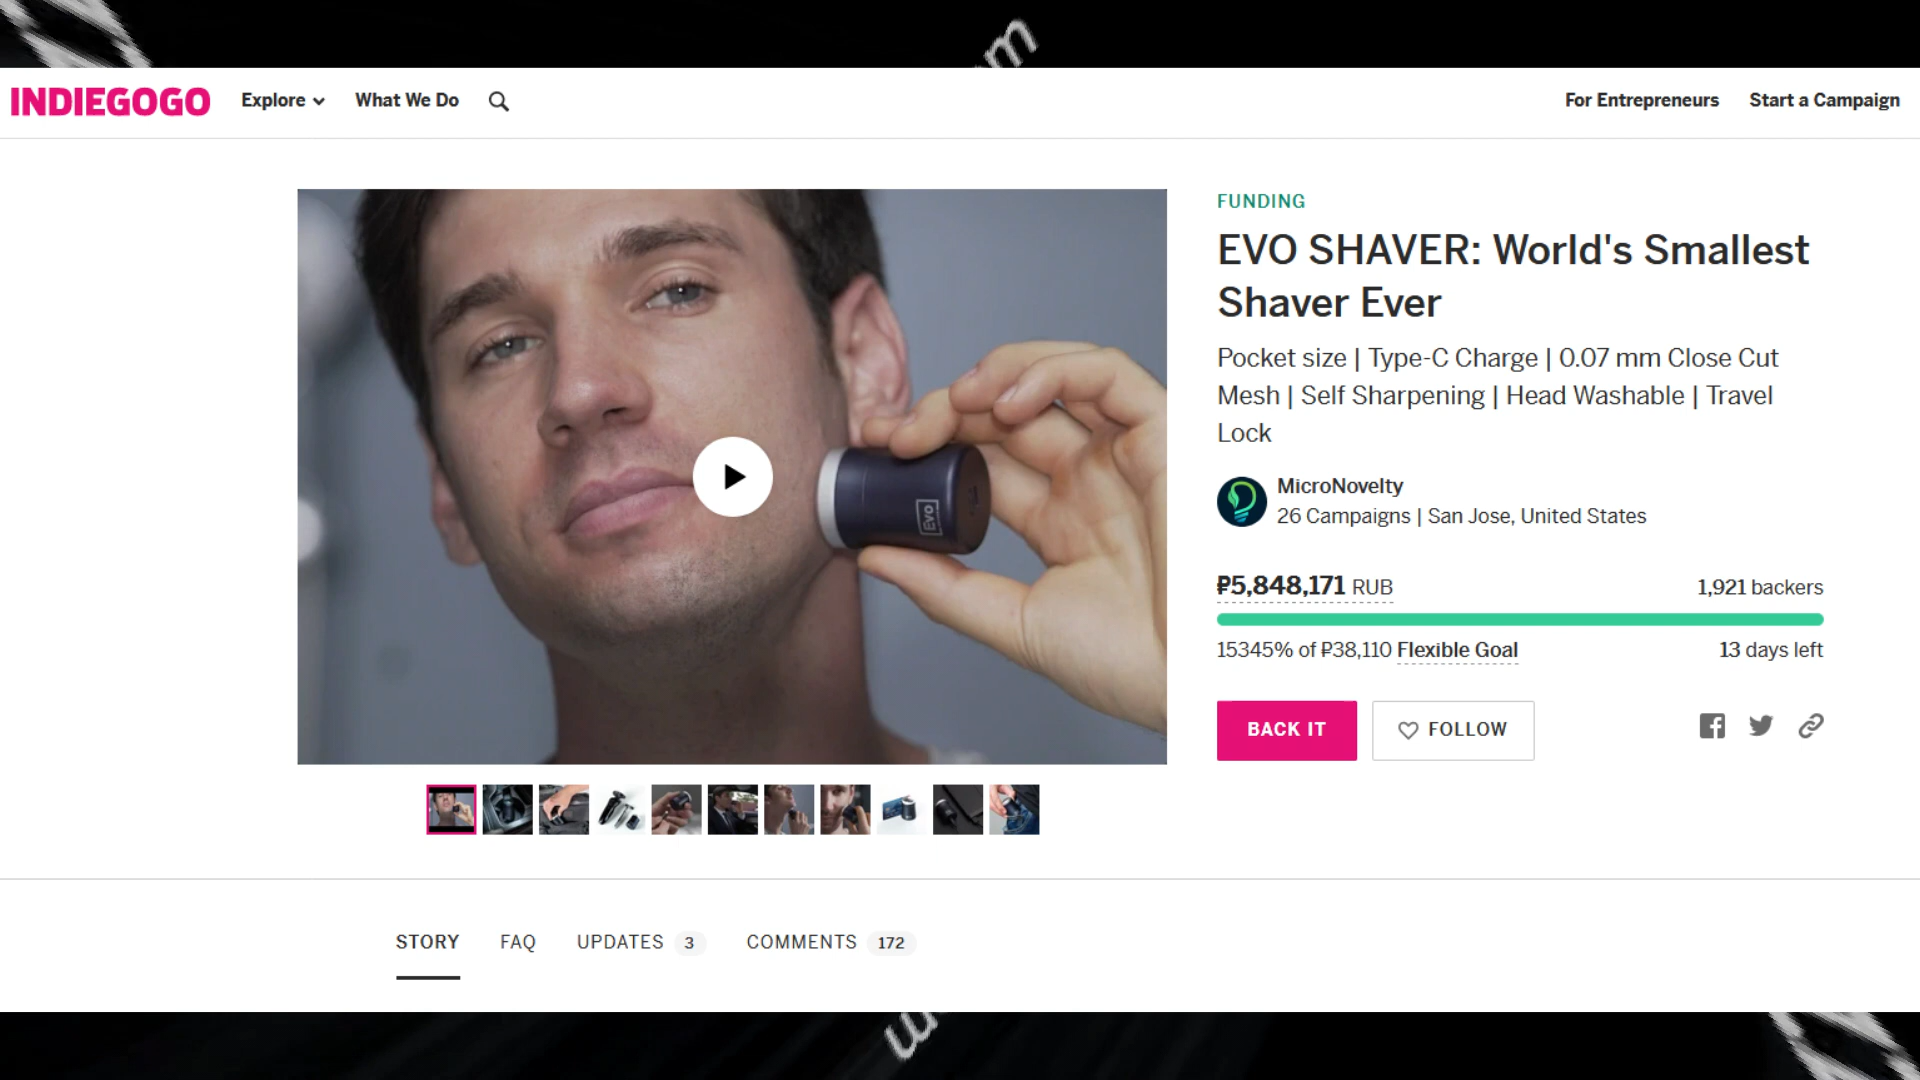 m
INDIEGOGO Explore What We Do For Entrepreneurs Start a Campaign
FUNDING
EVO SHAVER: World's Smallest
Shaver Ever
Pocket size | Type-C Charge | 0.07 mm Close Cut
Mesh | Self Sharpening | Head Washable | Travel
Lock
Evo
MicroNovelty
26 Campaigns | San Jose, United States
₽5,848,171 RUB 1,921 backers
15345% of ₽38,110 Flexible Goal 13 days left
BACK IT FOLLOW
STORY FAQ UPDATES 3 COMMENTS 172